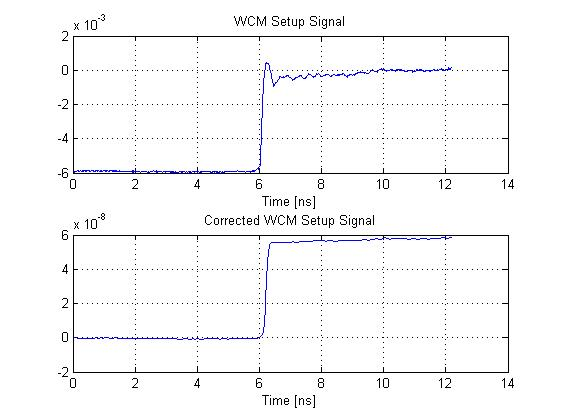 WCM Setup Signal
x 10-3
2
0
-2
-4
-6
0 2 4 6 8 10 12 14
Time [ns]
Corrected WCM Setup Signal
x 10-8
6
4
2
0
-2
0 2 4 6 8 10 12 14
Time [ns]